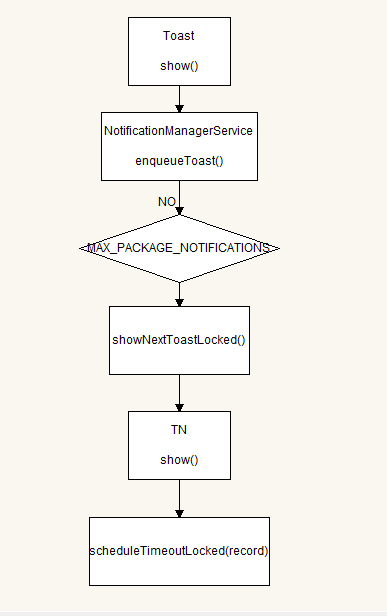 Toast
show()
NotificationManagerService
enqueueToast()
NO
MAX_PACKAGE_NOTIFICATIONS
showNextToastLocked()
TN
show()
scheduleTimeoutLocked(record)